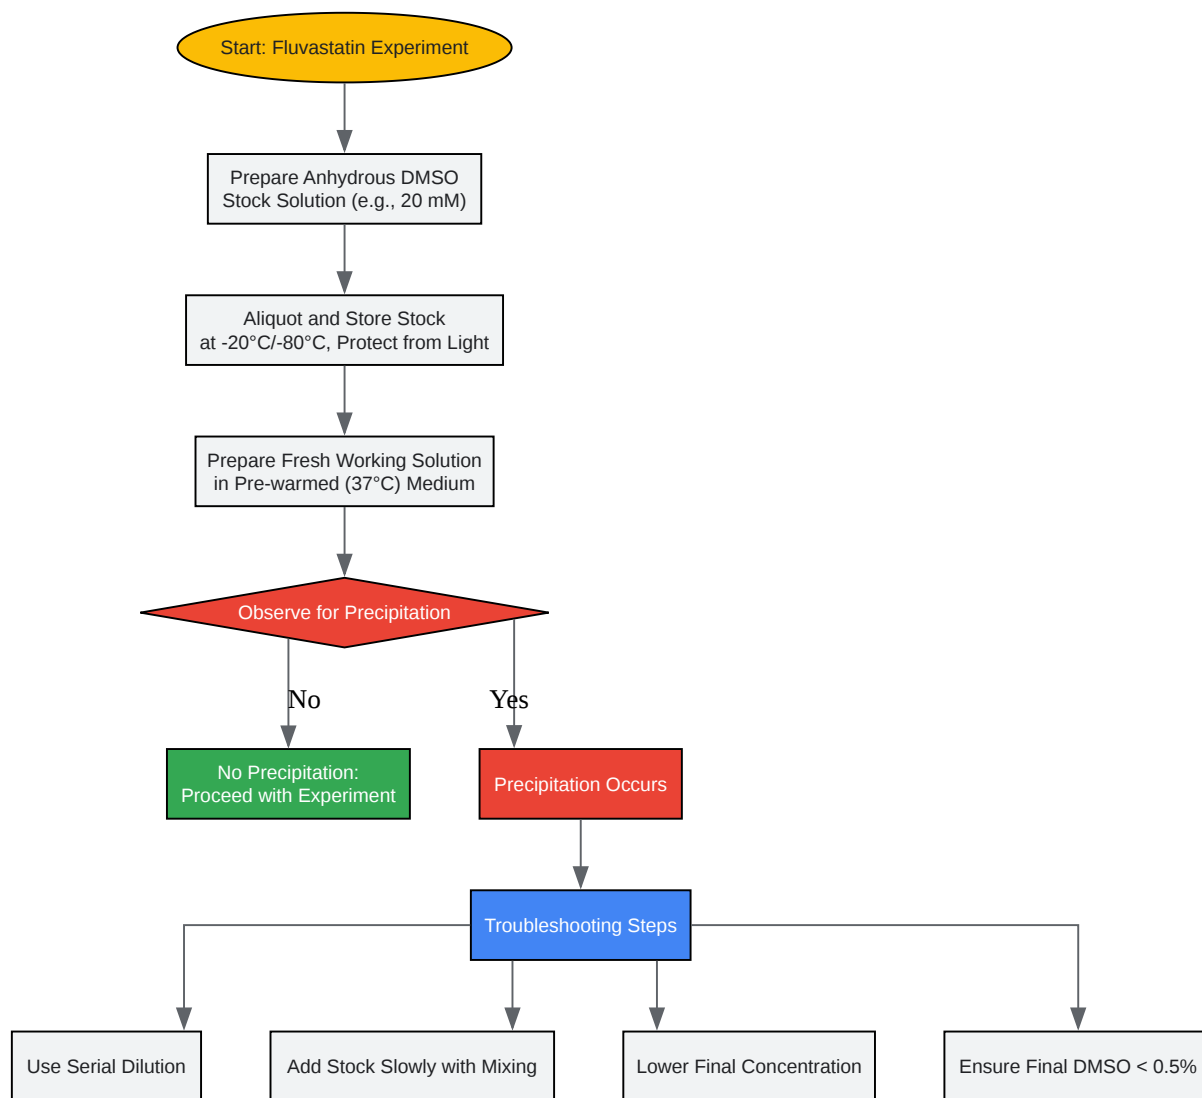 Start: Fluvastatin Experiment
Prepare Anhydrous DMSO
Stock Solution (e.g., 20 mM)
Aliquot and Store Stock
at -20°C/-80°C, Protect from Light
Prepare Fresh Working Solution
in Pre-warmed (37°C) Medium
Observe for Precipitation
No
Yes
No Precipitation:
Proceed with Experiment
Precipitation Occurs
Troubleshooting Steps
Use Serial Dilution
Add Stock Slowly with Mixing
Lower Final Concentration
Ensure Final DMSO < 0.5%